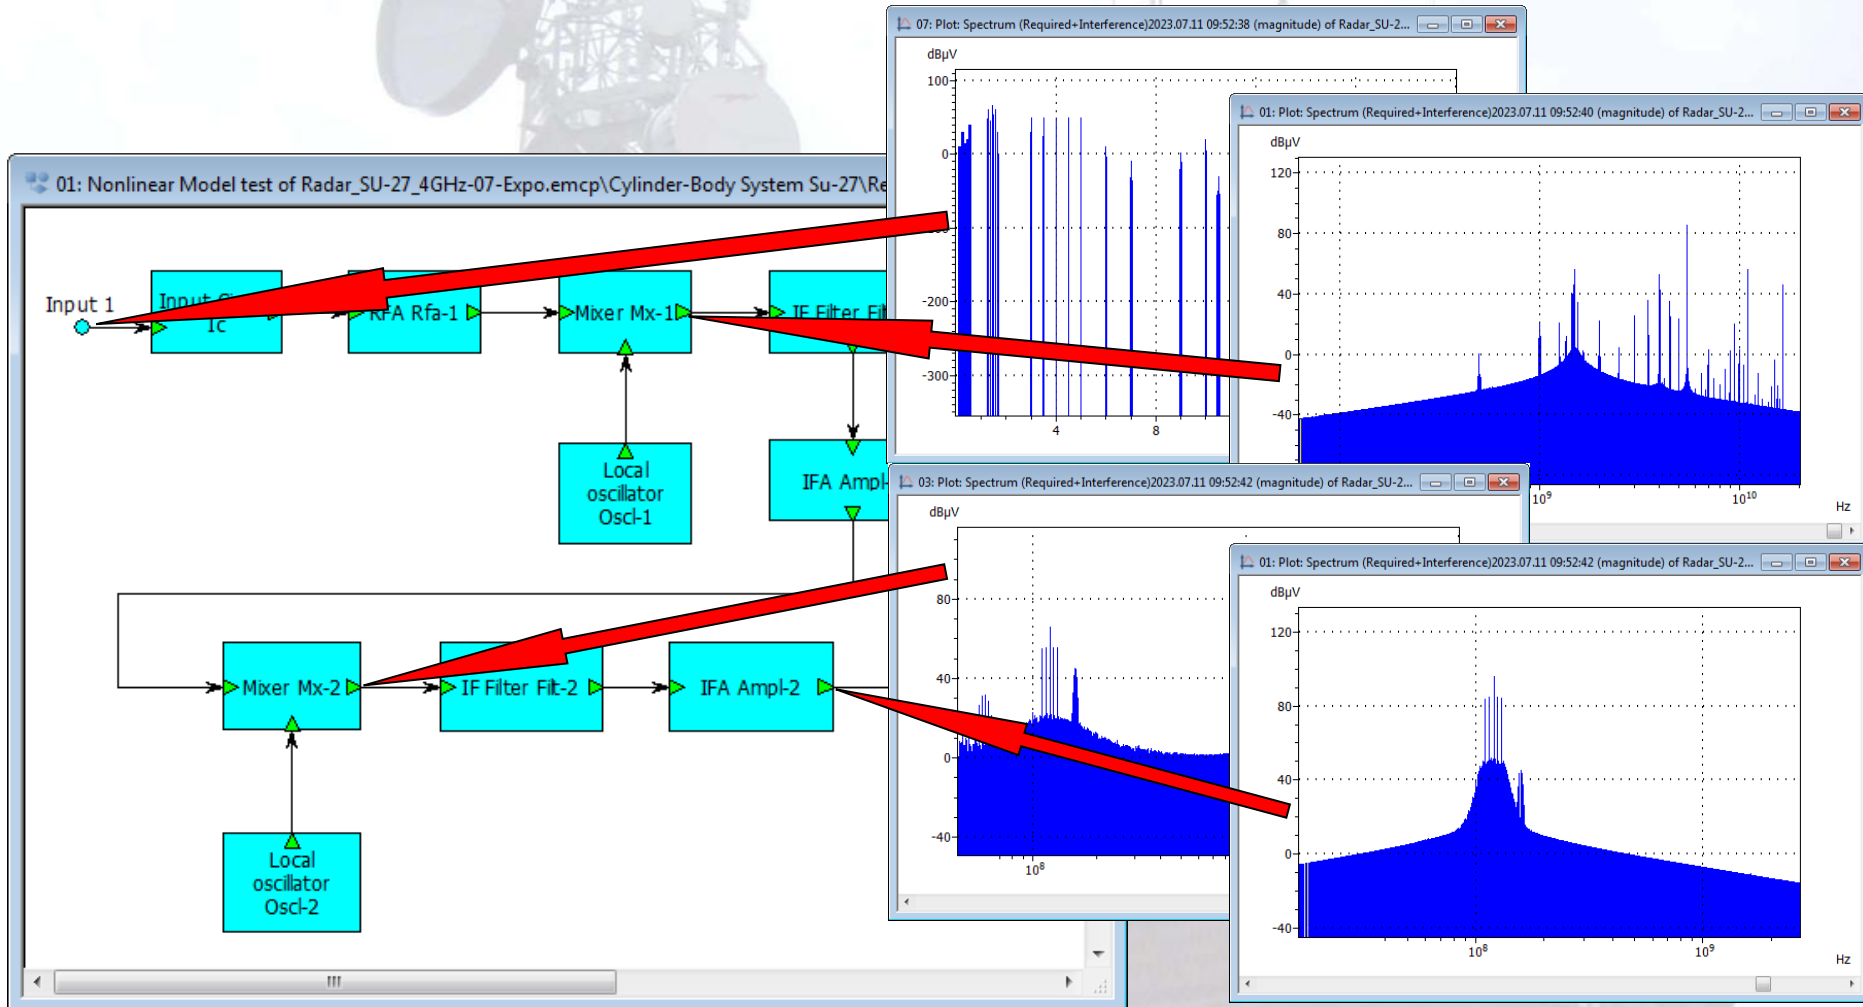 07: Plot: Spectrum (Required+Interference)2023.07.11 09:52:38 (magnitude) of Radar_SU-2...
dBµV
100
0
-200
-300
4
8
01: Plot: Spectrum (Required+Interference)2023.07.11 09:52:40 (magnitude) of Radar_SU-2...
dBµV
120
80
40
0
-40
10⁹
10¹⁰
Hz
01: Nonlinear Model test of Radar_SU-27_4GHz-07-Expo.emcp\Cylinder-Body System Su-27\Re
Input 1
Input
Ic
RFA Rfa-1
Mixer Mx-1
IF Filter Filt
Local
oscillator
Oscl-1
IFA Ampl-
Mixer Mx-2
IF Filter Filt-2
IFA Ampl-2
Local
oscillator
Oscl-2
03: Plot: Spectrum (Required+Interference)2023.07.11 09:52:42 (magnitude) of Radar_SU-2...
dBµV
80
40
0
-40
10⁸
01: Plot: Spectrum (Required+Interference)2023.07.11 09:52:42 (magnitude) of Radar_SU-2...
dBµV
120
80
40
0
-40
10⁸
10⁹
Hz